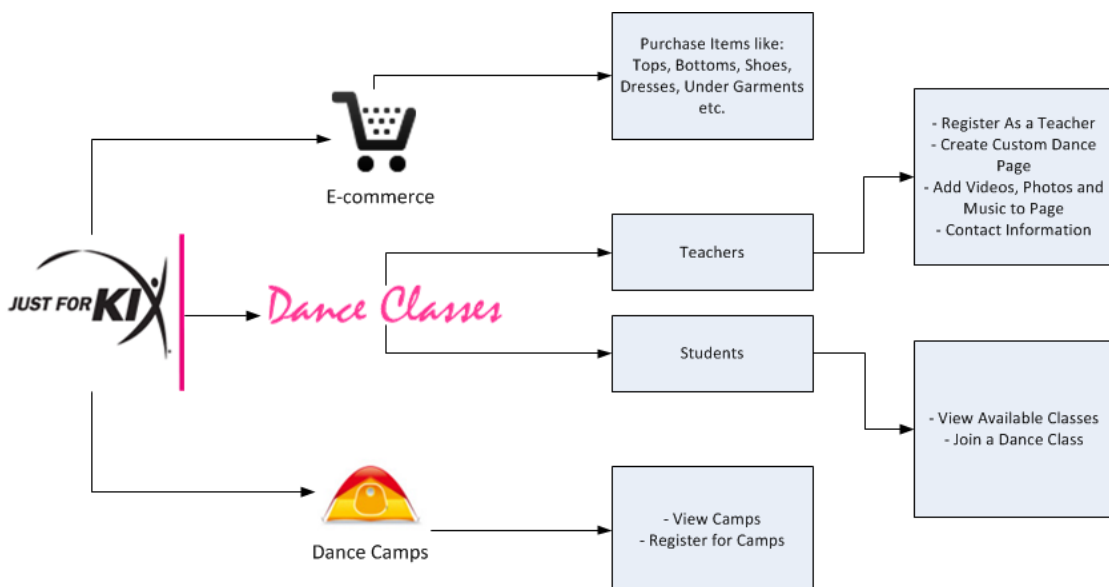 Purchase Items like:
Tops, Bottoms, Shoes,
Dresses, Under Garments
etc.
E-commerce
- Register As a Teacher
- Create Custom Dance
Page
- Add Videos, Photos and
Music to Page
- Contact Information
Teachers
JUST FOR KIX
Dance Classes
Students
- View Available Classes
- Join a Dance Class
Dance Camps
- View Camps
- Register for Camps